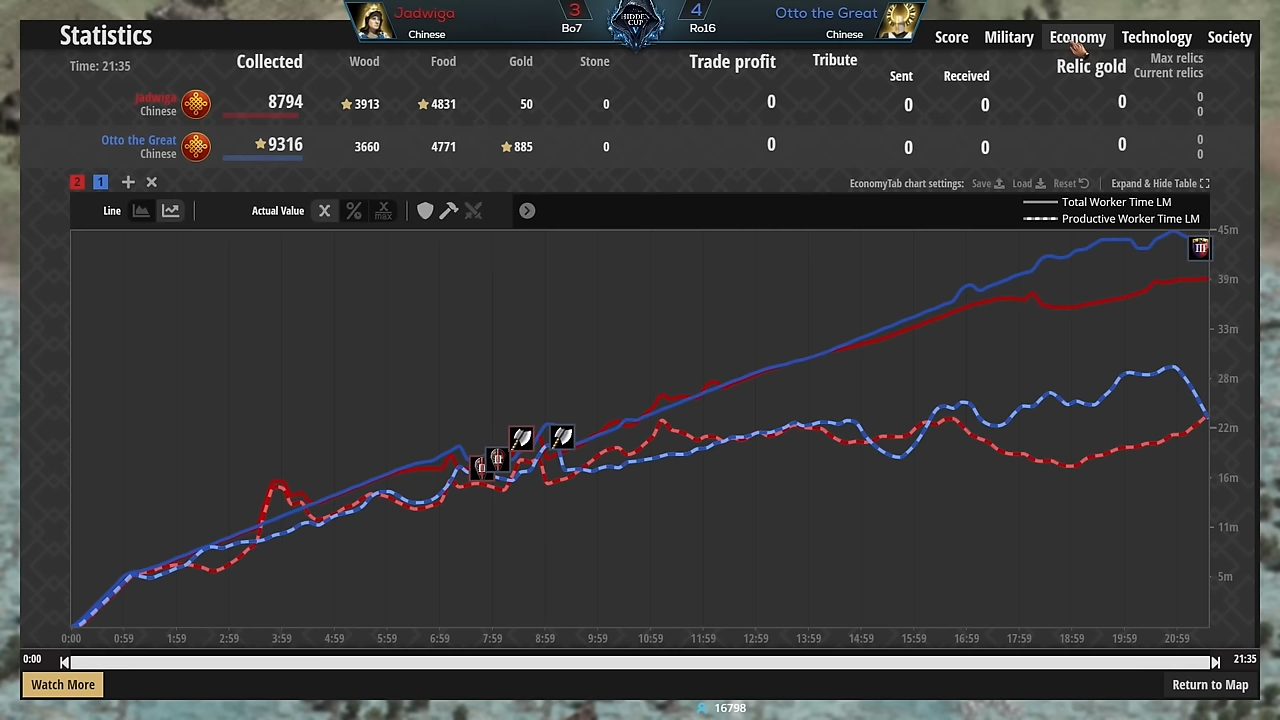 Jadwiga
Chinese
3
Bo7
HIDDEN CUP
4
Ro16
Otto the Great
Chinese
Statistics
Score Military Economy Technology Society
Time: 21:35
Collected Wood Food Gold Stone Trade profit Tribute Sent Received Relic gold Max relics
Current relics
Jadwiga
Chinese
8794 3913 4831 50 0 0 0 0 0 0
0
Otto the Great
Chinese
9316 3660 4771 885 0 0 0 0 0 0
0
2 1 + ×
EconomyTab chart settings: Save Load Reset Expand & Hide Table
Line Actual Value X % X
max
Total Worker Time LM
Productive Worker Time LM
45m
39m
33m
28m
22m
16m
11m
5m
III
II
II
0:00 0:59 1:59 2:59 3:59 4:59 5:59 6:59 7:59 8:59 9:59 10:59 11:59 12:59 13:59 14:59 15:59 16:59 17:59 18:59 19:59 20:59
0:00 21:35
Watch More Return to Map
16798